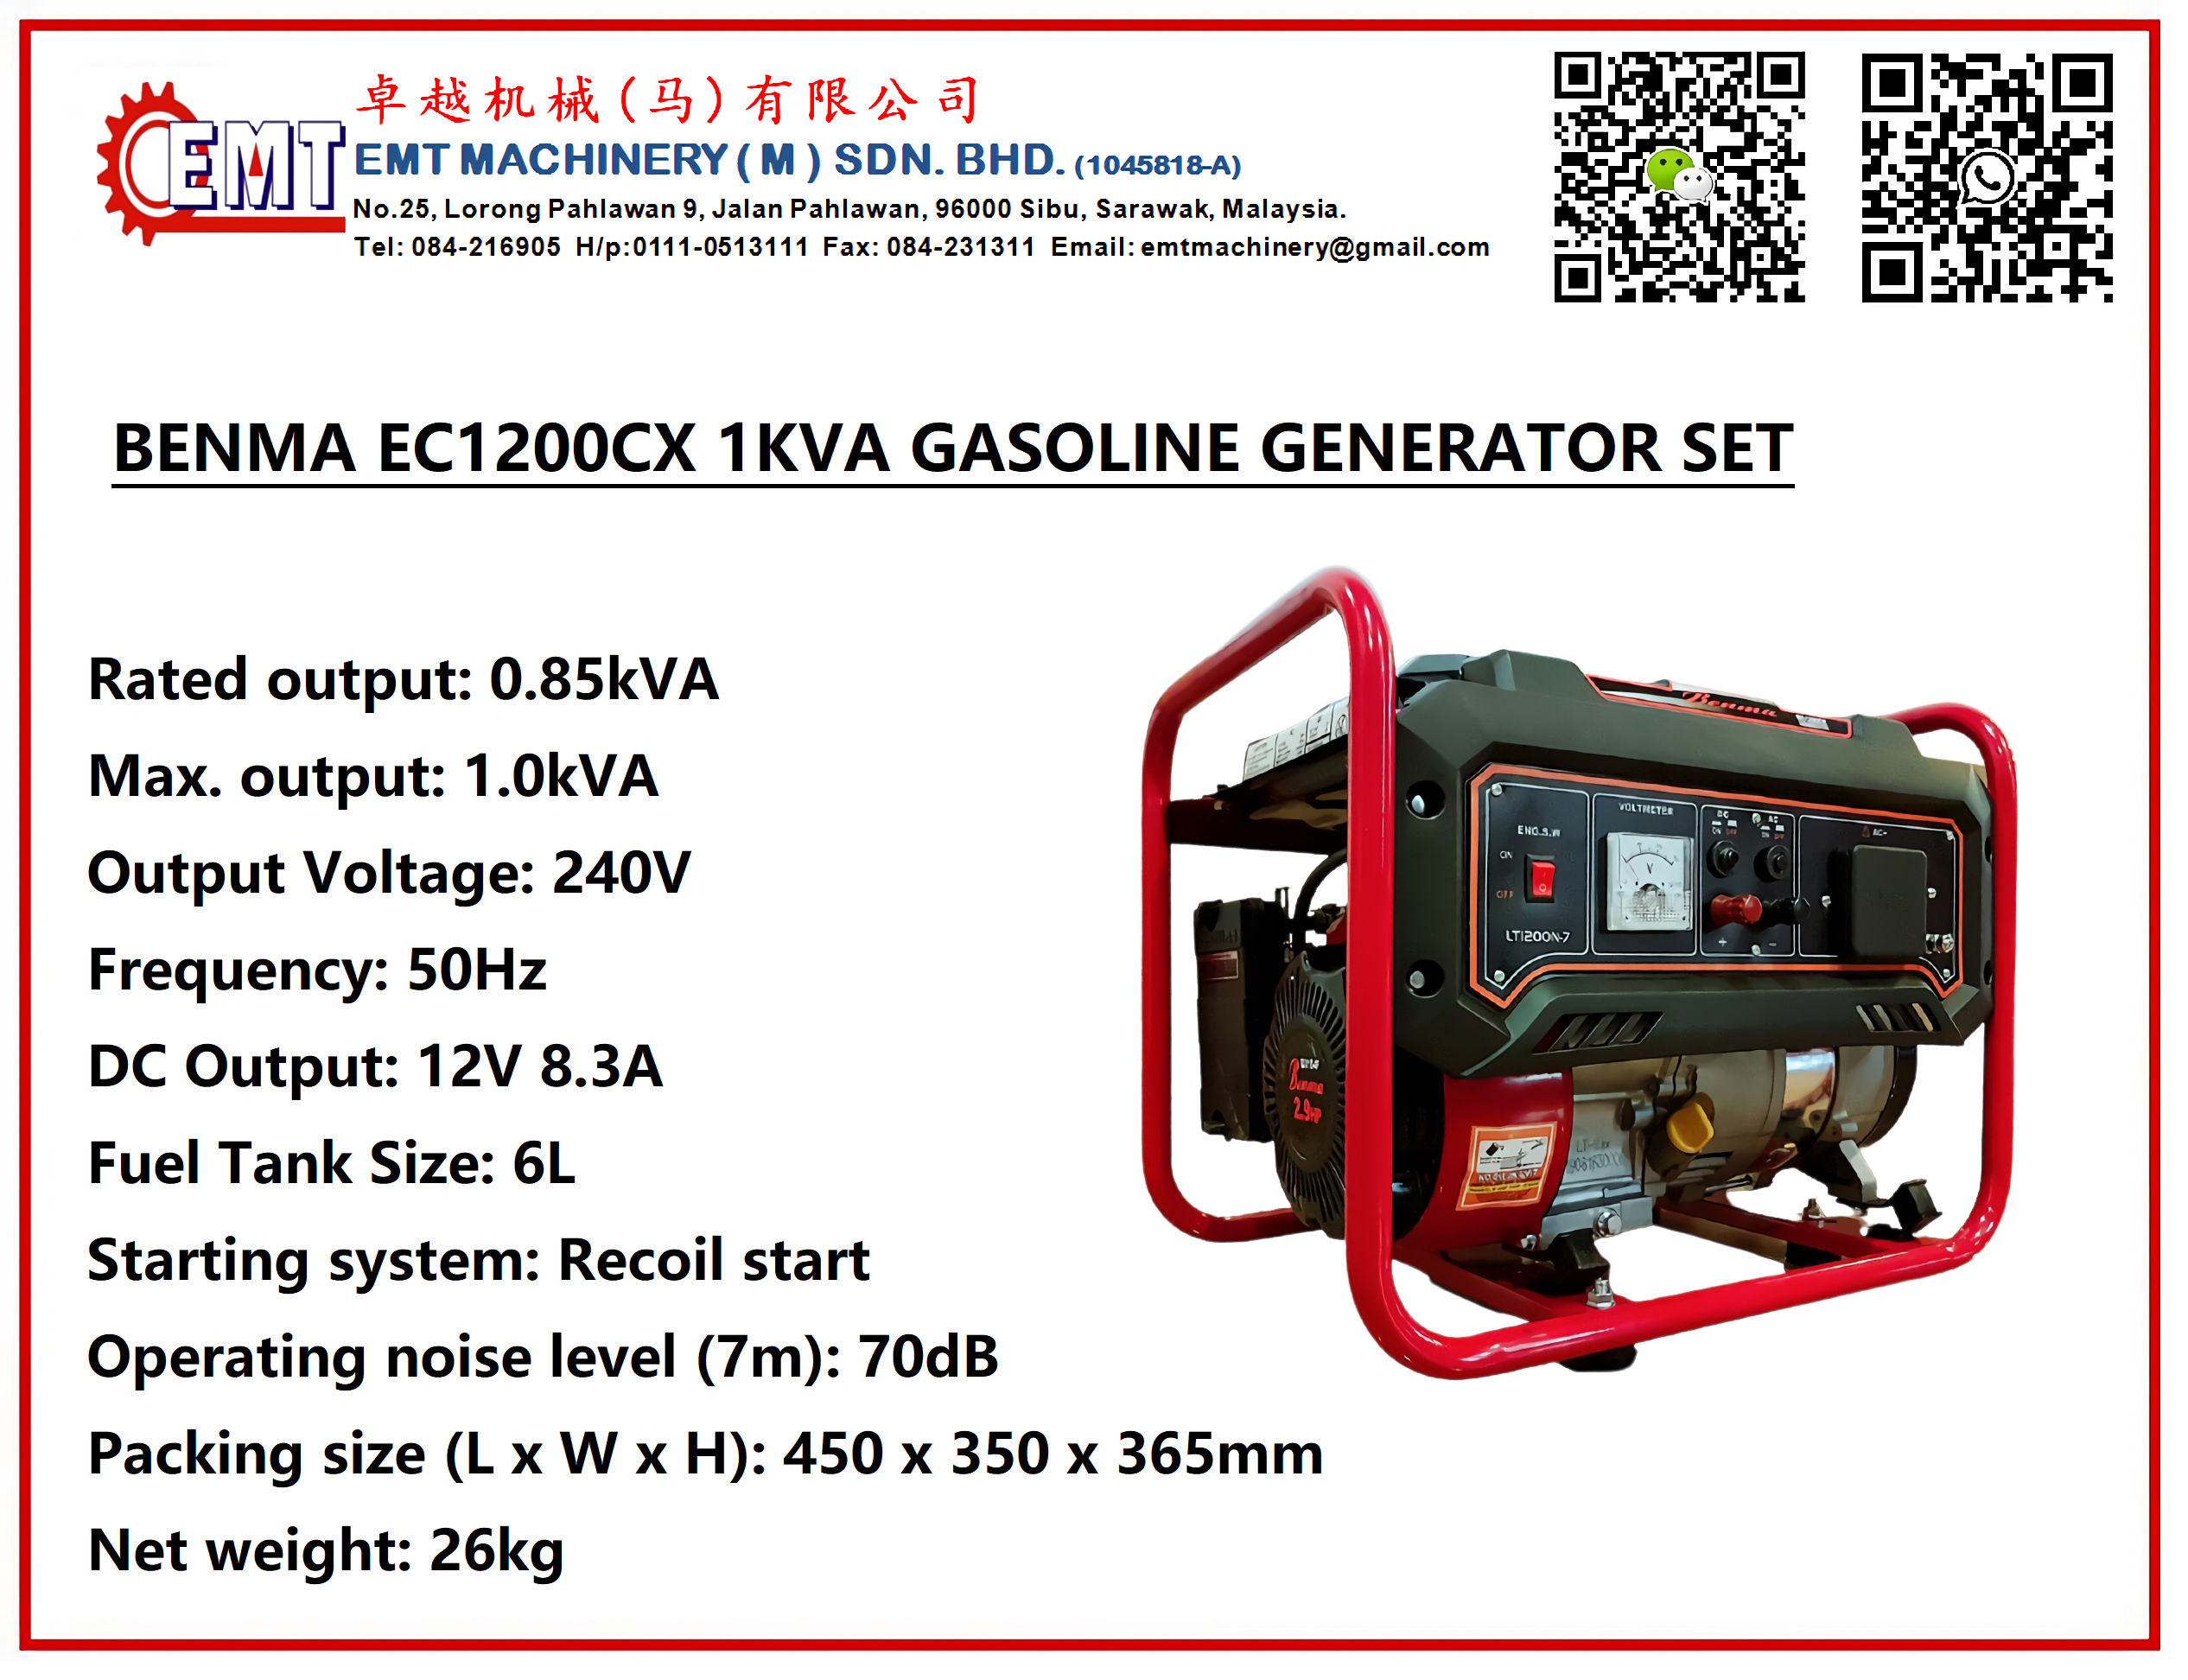 EMT
卓越机械(马)有限公司
EMT MACHINERY ( M ) SDN. BHD. (1045818-A)
No.25, Lorong Pahlawan 9, Jalan Pahlawan, 96000 Sibu, Sarawak, Malaysia.
Tel: 084-216905 H/p:0111-0513111 Fax: 084-231311 Email: emtmachinery@gmail.com
BENMA EC1200CX 1KVA GASOLINE GENERATOR SET
Rated output: 0.85kVA
Max. output: 1.0kVA
Output Voltage: 240V
Frequency: 50Hz
DC Output: 12V 8.3A
Fuel Tank Size: 6L
Starting system: Recoil start
Operating noise level (7m): 70dB
Packing size (L x W x H): 450 x 350 x 365mm
Net weight: 26kg
Benma
VOLTMETER
ENG.S.W
ON
OFF
V
LT1200N-7
DC
AC
ON OFF
ON OFF
+ -
AC~
Benma
2.9HP